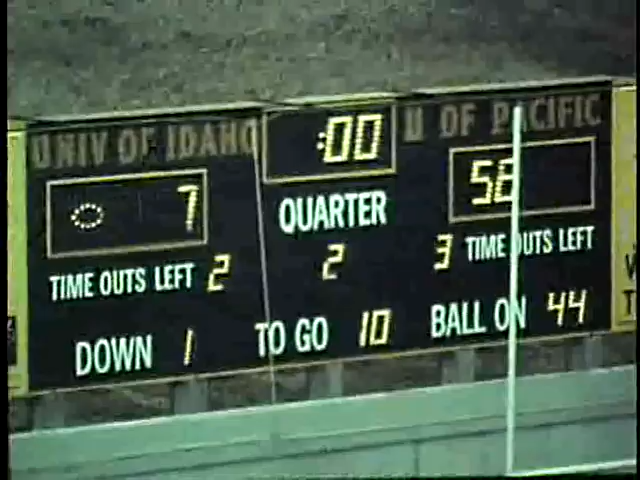 UNIV OF IDAHO :00 U OF PACIFIC
7 QUARTER 58
TIME OUTS LEFT 2 2 3 TIME OUTS LEFT
DOWN 1 TO GO 10 BALL ON 44